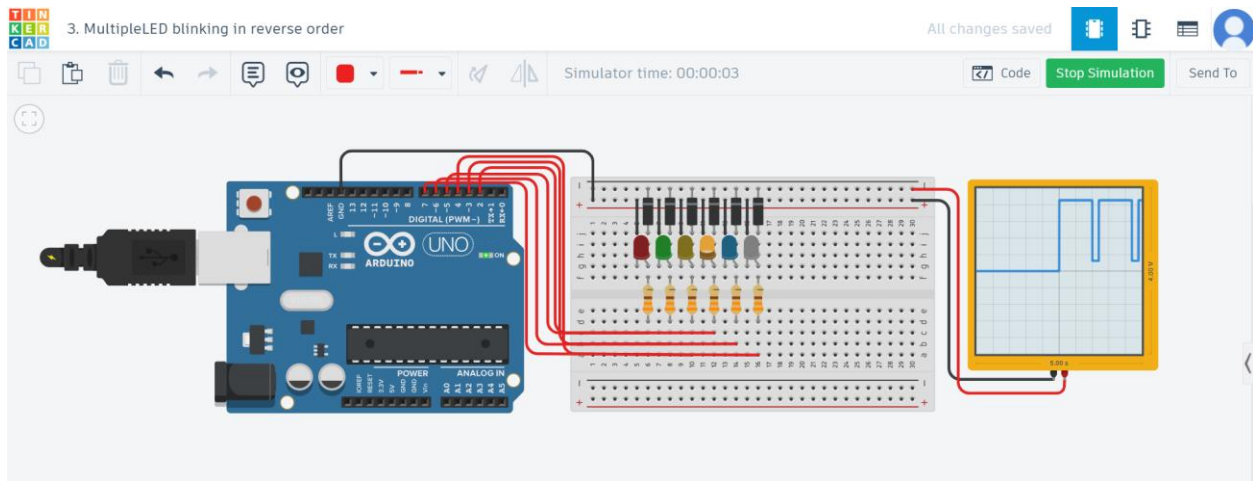 TIN
KER
CAD
3. MultipleLED blinking in reverse order
All changes saved
Simulator time: 00:00:03
Code
Stop Simulation
Send To
AREF
GND
13
12
~11
~10
~9
8
7
~6
~5
4
~3
2
TX→1
RX←0
DIGITAL (PWM~)
L
TX
RX
UNO
ARDUINO
ON
POWER
ANALOG IN
IOREF
RESET
3.3V
5V
GND
GND
Vin
A0
A1
A2
A3
A4
A5
4.00 V
5.00 s